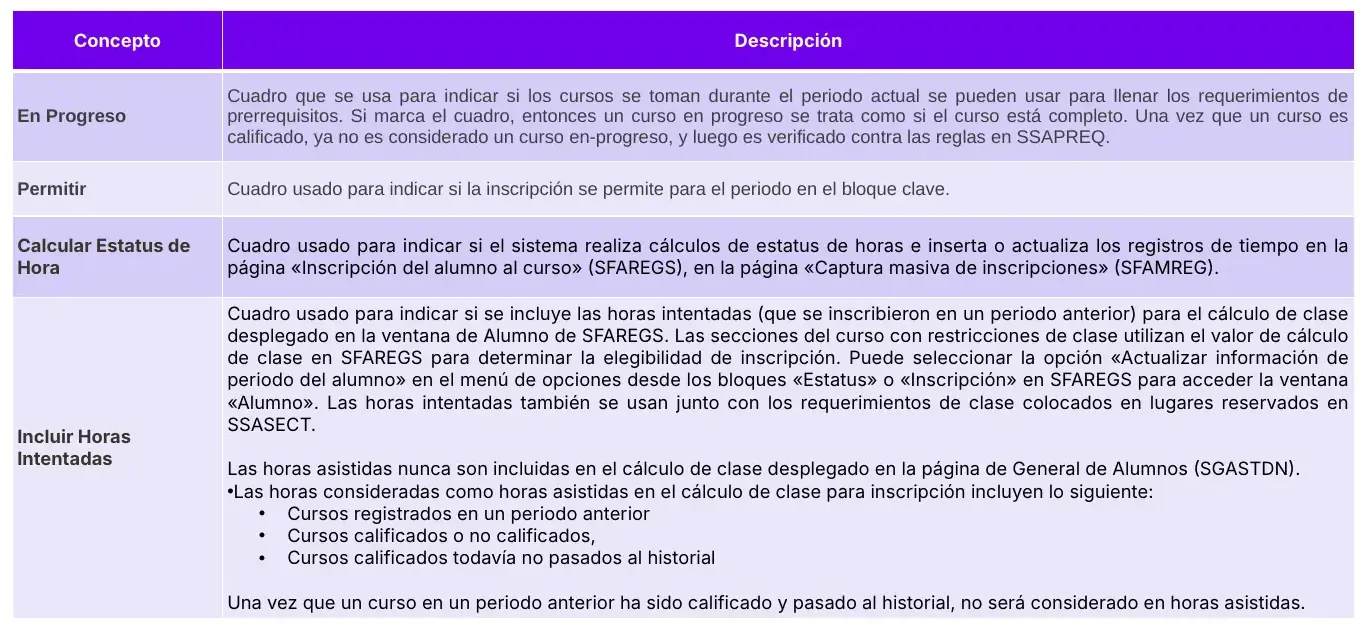 Concepto
Descripción
En Progreso
Cuadro que se usa para indicar si los cursos se toman durante el periodo actual se pueden usar para llenar los requerimientos de
prerrequisitos. Si marca el cuadro, entonces un curso en progreso se trata como si el curso está completo. Una vez que un curso es
calificado, ya no es considerado un curso en-progreso, y luego es verificado contra las reglas en SSAPREQ.
Permitir
Cuadro usado para indicar si la inscripción se permite para el periodo en el bloque clave.
Calcular Estatus de
Hora
Cuadro usado para indicar si el sistema realiza cálculos de estatus de horas e inserta o actualiza los registros de tiempo en la
página «Inscripción del alumno al curso» (SFAREGS), en la página «Captura masiva de inscripciones» (SFAMREG).
Incluir Horas
Intentadas
Cuadro usado para indicar si se incluye las horas intentadas (que se inscribieron en un periodo anterior) para el cálculo de clase
desplegado en la ventana de Alumno de SFAREGS. Las secciones del curso con restricciones de clase utilizan el valor de cálculo
de clase en SFAREGS para determinar la elegibilidad de inscripción. Puede seleccionar la opción «Actualizar información de
periodo del alumno» en el menú de opciones desde los bloques «Estatus» o «Inscripción» en SFAREGS para acceder la ventana
«Alumno». Las horas intentadas también se usan junto con los requerimientos de clase colocados en lugares reservados en
SSASECT.
Las horas asistidas nunca son incluidas en el cálculo de clase desplegado en la página de General de Alumnos (SGASTDN).
•Las horas consideradas como horas asistidas en el cálculo de clase para inscripción incluyen lo siguiente:
• Cursos registrados en un periodo anterior
• Cursos calificados o no calificados,
• Cursos calificados todavía no pasados al historial
Una vez que un curso en un periodo anterior ha sido calificado y pasado al historial, no será considerado en horas asistidas.